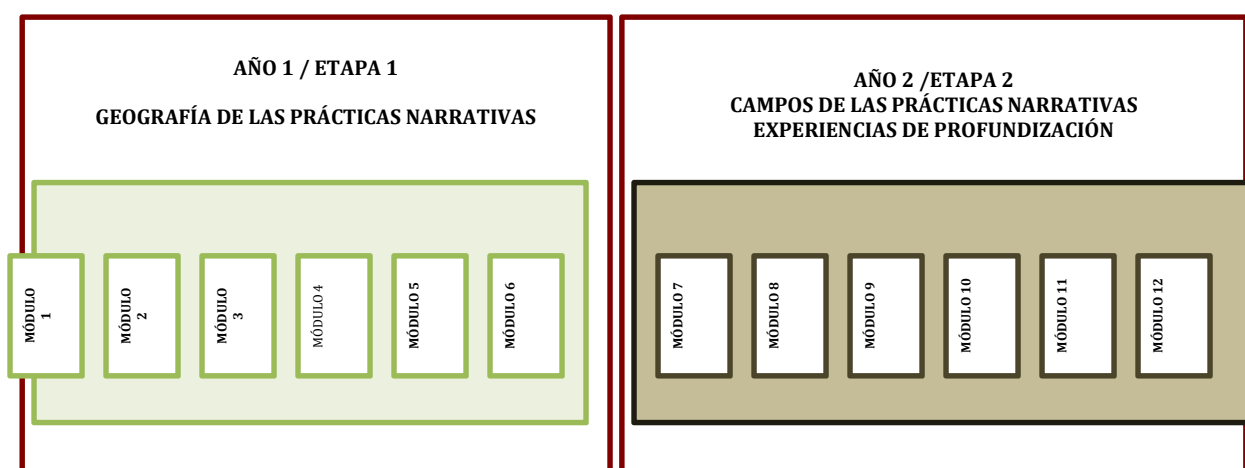 AÑO 1 / ETAPA 1
GEOGRAFÍA DE LAS PRÁCTICAS NARRATIVAS
AÑO 2 /ETAPA 2
CAMPOS DE LAS PRÁCTICAS NARRATIVAS
EXPERIENCIAS DE PROFUNDIZACIÓN
MÓDULO
1
MÓDULO
2
MÓDULO
3
MÓDULO 4
MÓDULO 5
MÓDULO 6
MÓDULO 7
MÓDULO 8
MÓDULO 9
MÓDULO 10
MÓDULO 11
MÓDULO 12